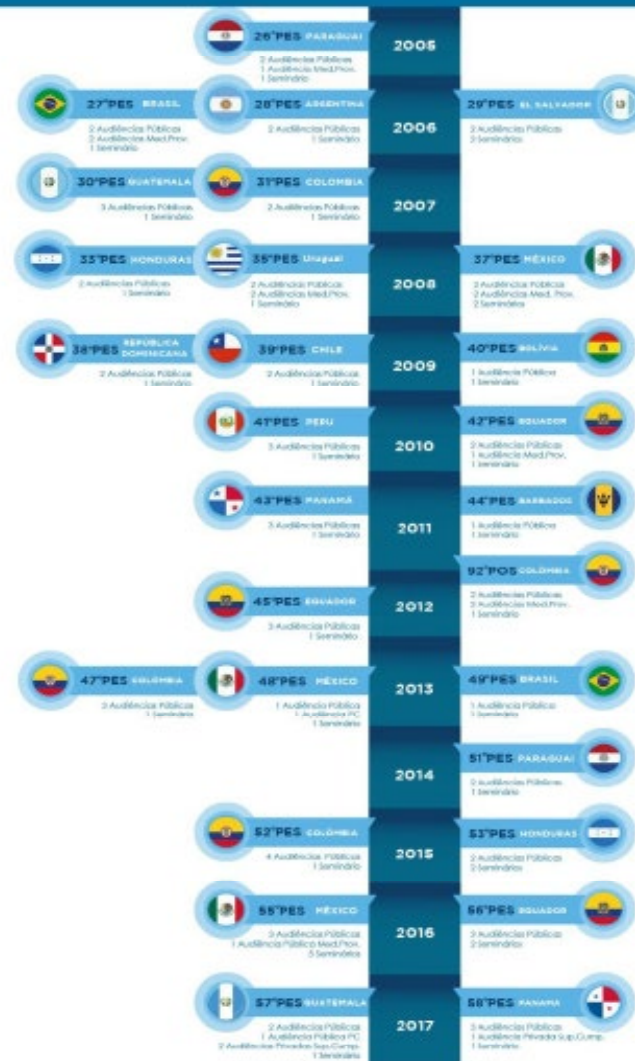 26°PES PARAGUAI
2 Audiências Públicas
1 Audiência Med.Prov.
1 Seminário
2005
27°PES BRASIL
2 Audiências Públicas
2 Audiências Med.Prov.
1 Seminário
28°PES ARGENTINA
2 Audiências Públicas
1 Seminário
2006
29°PES EL SALVADOR
2 Audiências Públicas
2 Seminários
30°PES GUATEMALA
3 Audiências Públicas
1 Seminário
31°PES COLOMBIA
2 Audiências Públicas
1 Seminário
2007
33°PES HONDURAS
2 Audiências Públicas
1 Seminário
35°PES Uruguai
2 Audiências Públicas
2 Audiências Med.Prov.
1 Seminário
2008
37°PES MÉXICO
Audiências Públicas
Audiências Med. Prov.
2 Seminários
38°PES REPÚBLICA
DOMINICANA
2 Audiências Públicas
1 Seminário
39°PES CHILE
2 Audiências Públicas
1 Seminário
2009
40°PES BOLÍVIA
1 Audiência Pública
1 Seminário
41°PES PERU
3 Audiências Públicas
1 Seminário
2010
42°PES EQUADOR
2 Audiências Públicas
1 Audiência Med.Prov.
1 Seminário
43°PES PANAMÁ
3 Audiências Públicas
1 Seminário
2011
44°PES BARBADOS
1 Audiência Pública
1 Seminário
92°POS COLOMBIA
2 Audiências Públicas
Audiências Med.Prov.
1 Seminário
45°PES EQUADOR
3 Audiências Públicas
1 Seminário
2012
47°PES COLOMBIA
Audiências Públicas
1 Seminário
48°PES MÉXICO
1 Audiência Pública
1 Audiência PC
1 Seminário
2013
49°PES BRASIL
1 Audiência Pública
1 Seminário
2014
51°PES PARAGUAI
2 Audiências Públicas
1 Seminário
52°PES COLÔMBIA
4 Audiências Públicas
1 Seminário
2015
53°PES HONDURAS
2 Audiências Públicas
2 Seminários
55°PES MÉXICO
Audiências Públicas
1 Audiência Pública Med.Prov.
Seminários
2016
56°PES EQUADOR
Audiências Públicas
2 Seminários
57°PES GUATEMALA
2 Audiências Públicas
1 Audiência Pública PC
2 Audiências Privadas Sup.Cump.
1 Seminário
2017
58°PES PANAMÁ
Audiências Públicas
1 Audiência Privada Sup.Cump.
1 Seminário